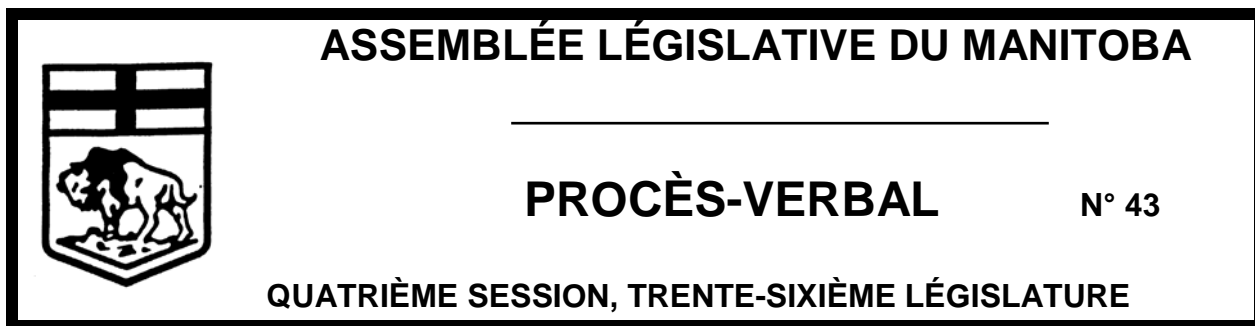 ASSEMBLÉE LÉGISLATIVE DU MANITOBA
PROCÈS-VERBAL N° 43
QUATRIÈME SESSION, TRENTE-SIXIÈME LÉGISLATURE